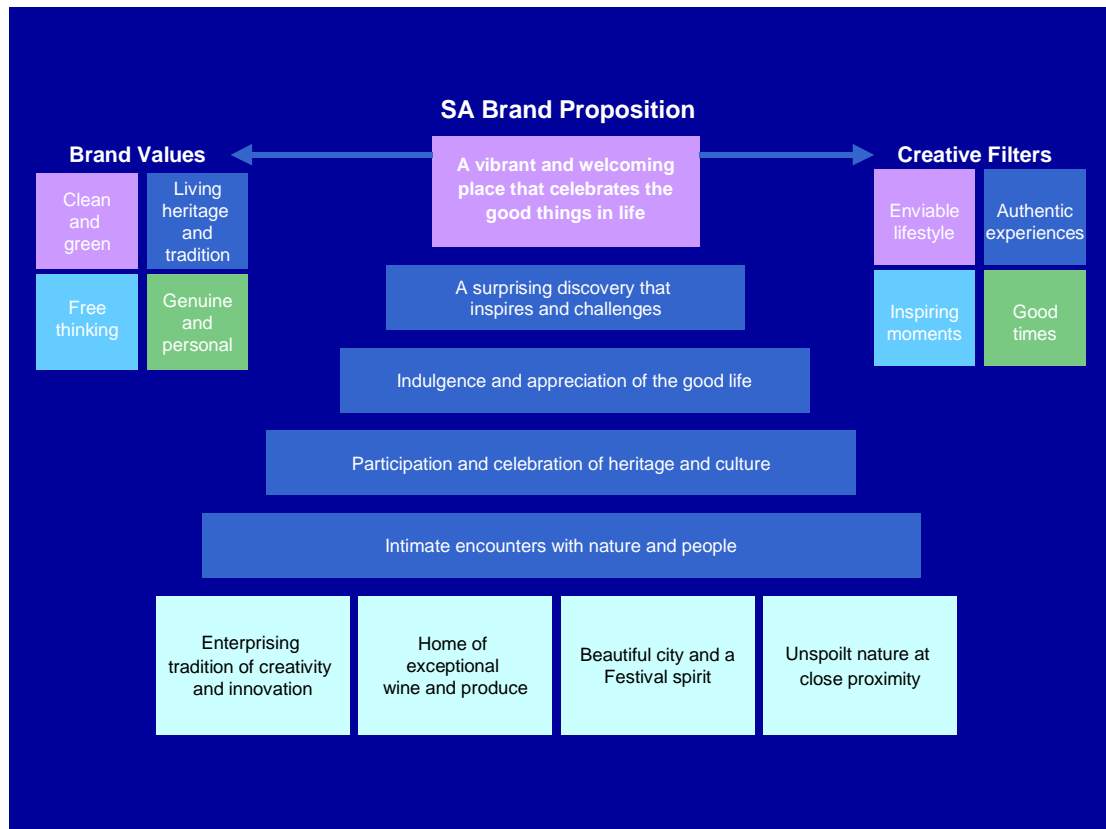 SA Brand Proposition
Brand Values
A vibrant and welcoming
place that celebrates the
good things in life
Creative Filters
Clean
and
green
Living
heritage
and
tradition
Free
thinking
Genuine
and
personal
Enviable
lifestyle
Authentic
experiences
Inspiring
moments
Good
times
A surprising discovery that
inspires and challenges
Indulgence and appreciation of the good life
Participation and celebration of heritage and culture
Intimate encounters with nature and people
Enterprising
tradition of creativity
and innovation
Home of
exceptional
wine and produce
Beautiful city and a
Festival spirit
Unspoilt nature at
close proximity